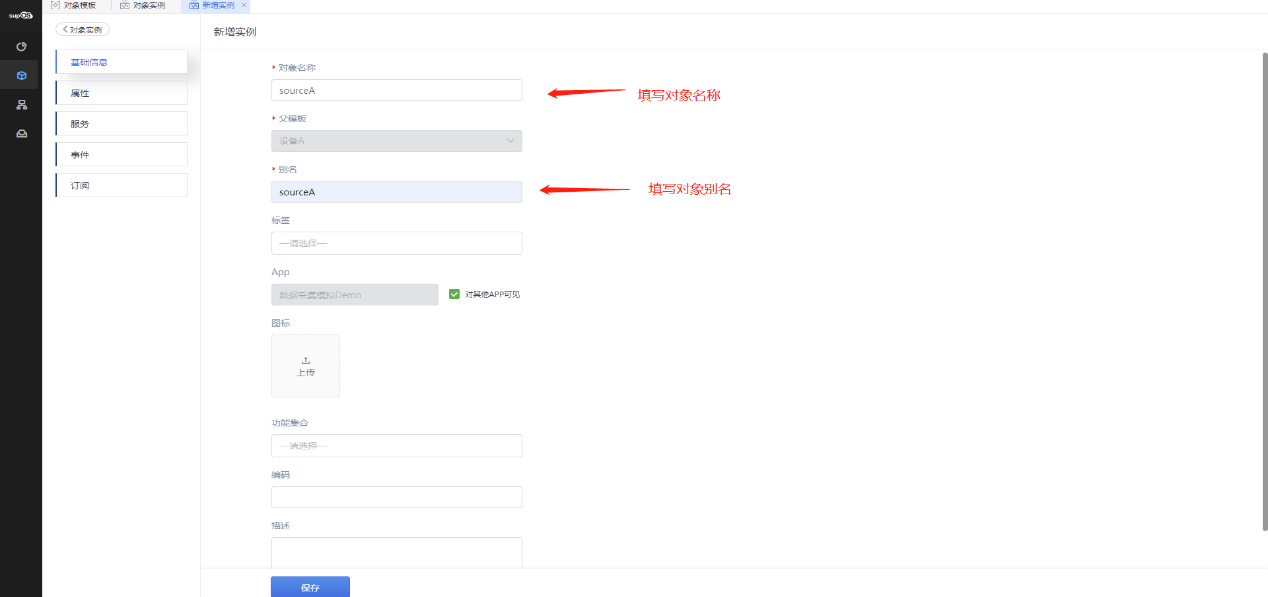 supOS
对象模板
对象实例
新增实例
对象实例
新增实例
基础信息
属性
服务
事件
订阅
* 对象名称
sourceA
填写对象名称
* 父模板
设备A
* 别名
sourceA
填写对象别名
标签
—请选择—
App
数据采集模拟Demo
对其他APP可见
图标
上传
功能集合
—请选择—
编码
描述
保存